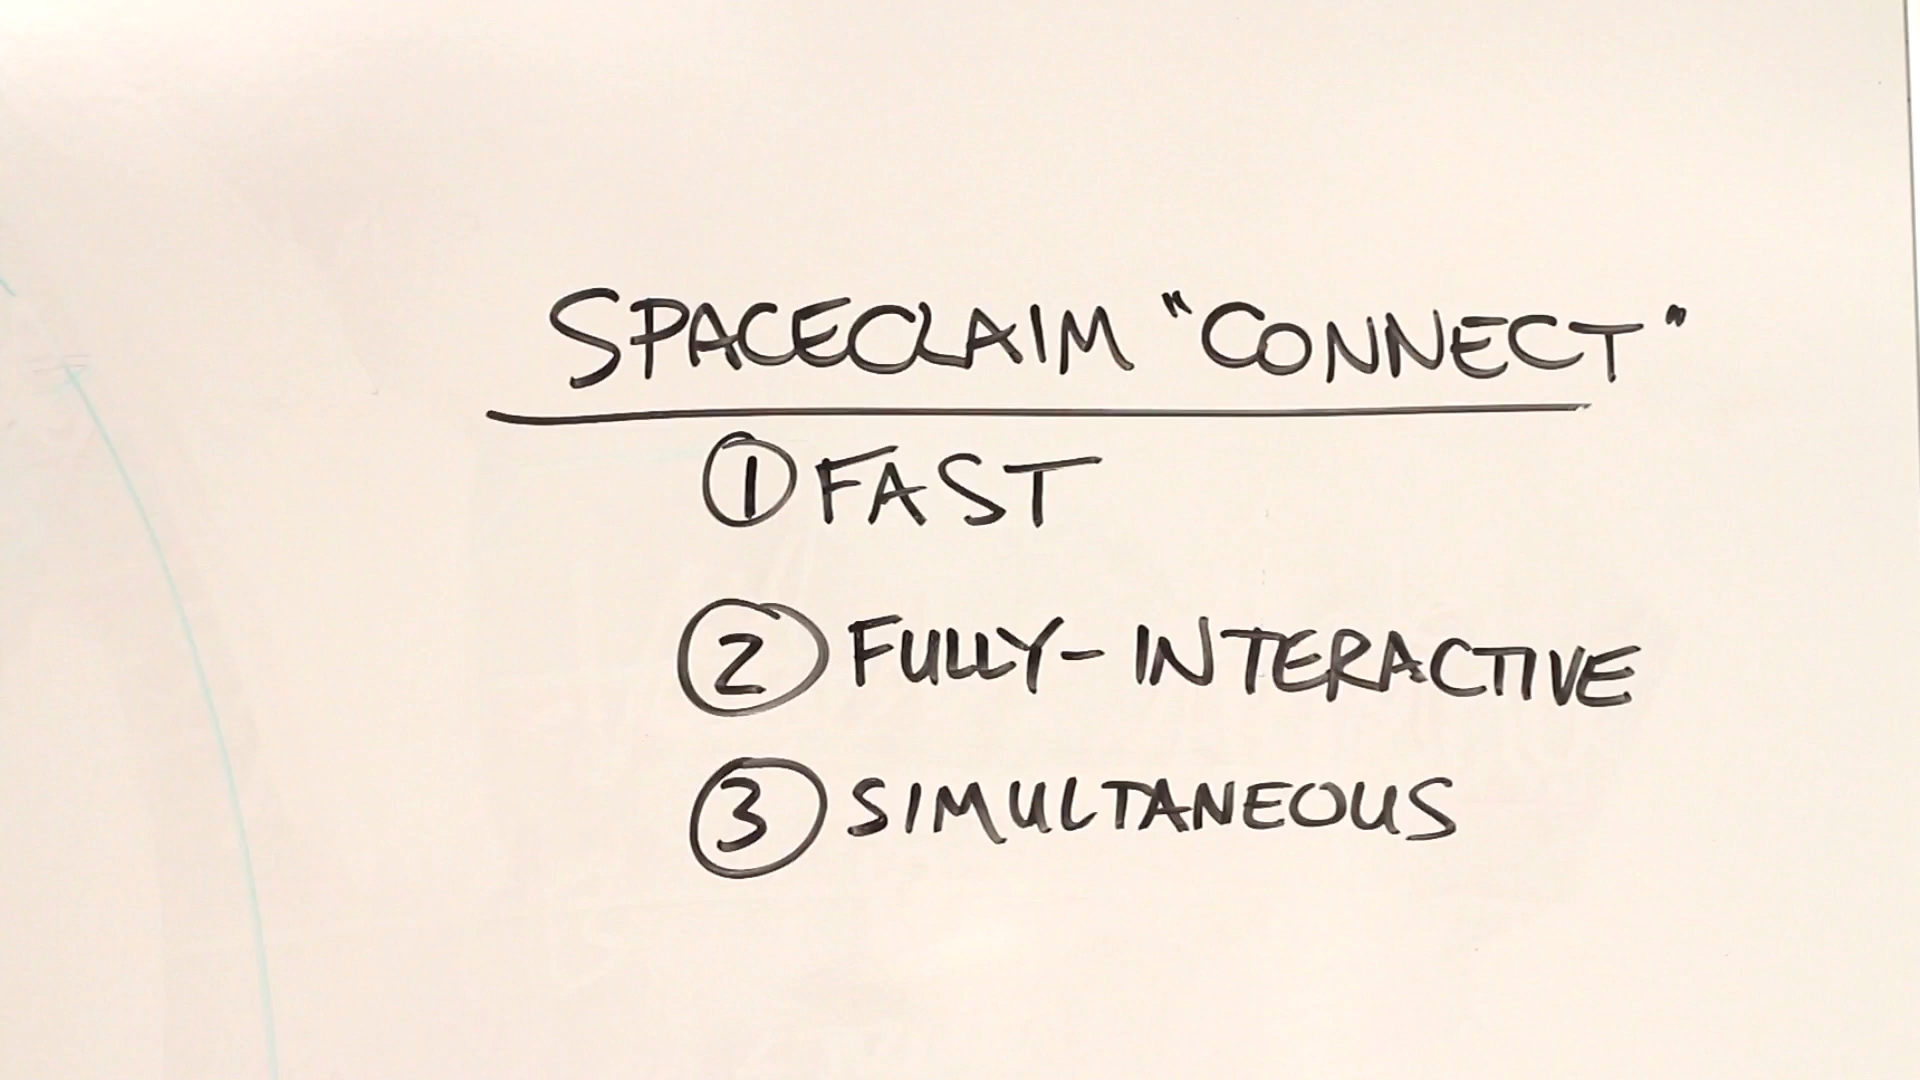 SPACECLAIM "CONNECT"
① FAST
② FULLY-INTERACTIVE
③ SIMULTANEOUS